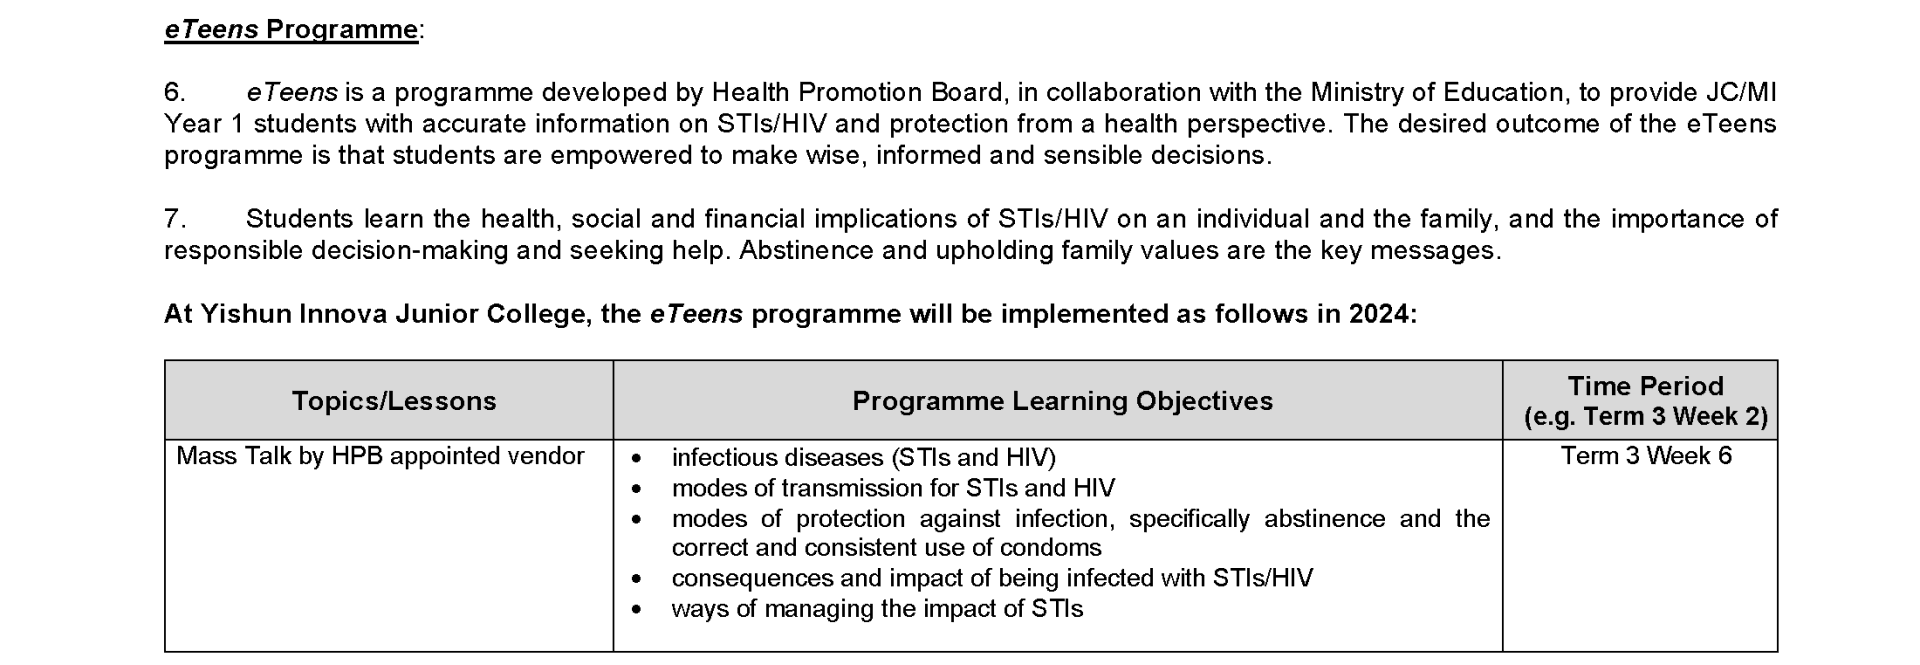 eTeens Programme:
6. eTeens is a programme developed by Health Promotion Board, in collaboration with the Ministry of Education, to provide JC/MI
Year 1 students with accurate information on STIs/HIV and protection from a health perspective. The desired outcome of the eTeens
programme is that students are empowered to make wise, informed and sensible decisions.
7. Students learn the health, social and financial implications of STIs/HIV on an individual and the family, and the importance of
responsible decision-making and seeking help. Abstinence and upholding family values are the key messages.
At Yishun Innova Junior College, the eTeens programme will be implemented as follows in 2024:
Topics/Lessons
Programme Learning Objectives
Time Period
(e.g. Term 3 Week 2)
Mass Talk by HPB appointed vendor
• infectious diseases (STIs and HIV)
• modes of transmission for STIs and HIV
• modes of protection against infection, specifically abstinence and the
correct and consistent use of condoms
• consequences and impact of being infected with STIs/HIV
• ways of managing the impact of STIs
Term 3 Week 6